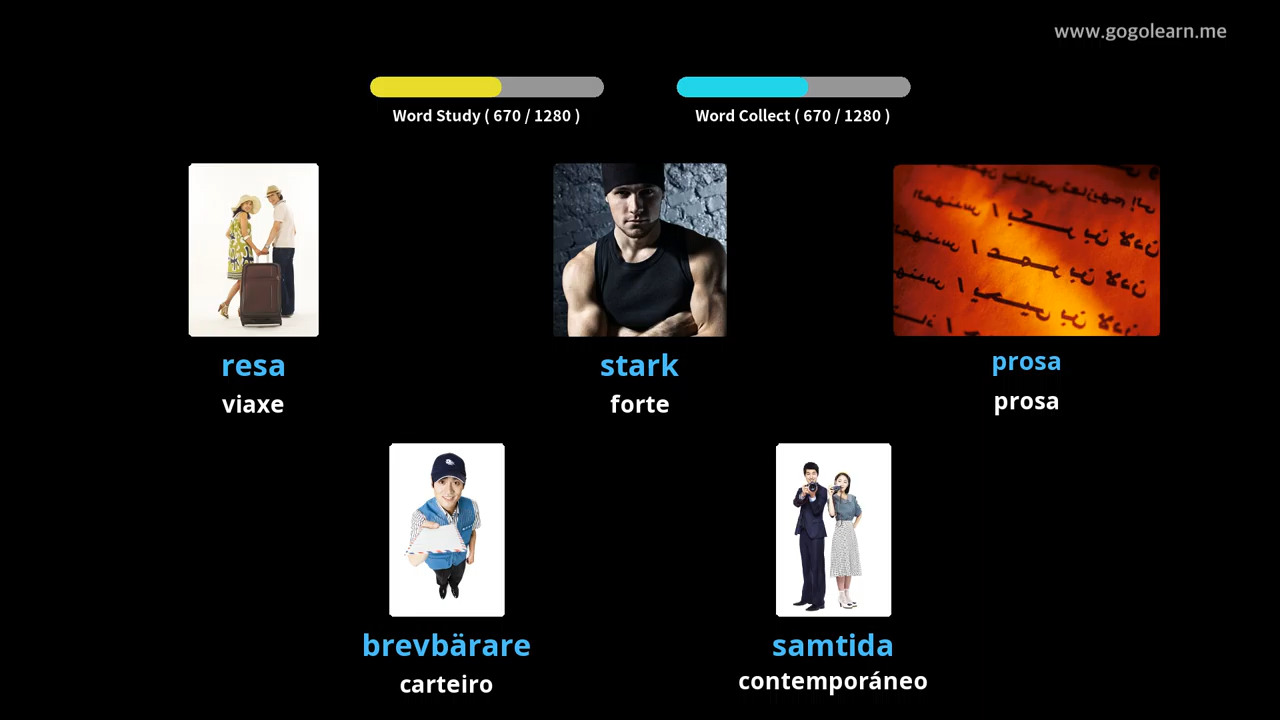 www.gogolearn.me
Word Study ( 670 / 1280 )
Word Collect ( 670 / 1280 )
resa
viaxe
stark
forte
prosa
prosa
brevbärare
carteiro
samtida
contemporáneo